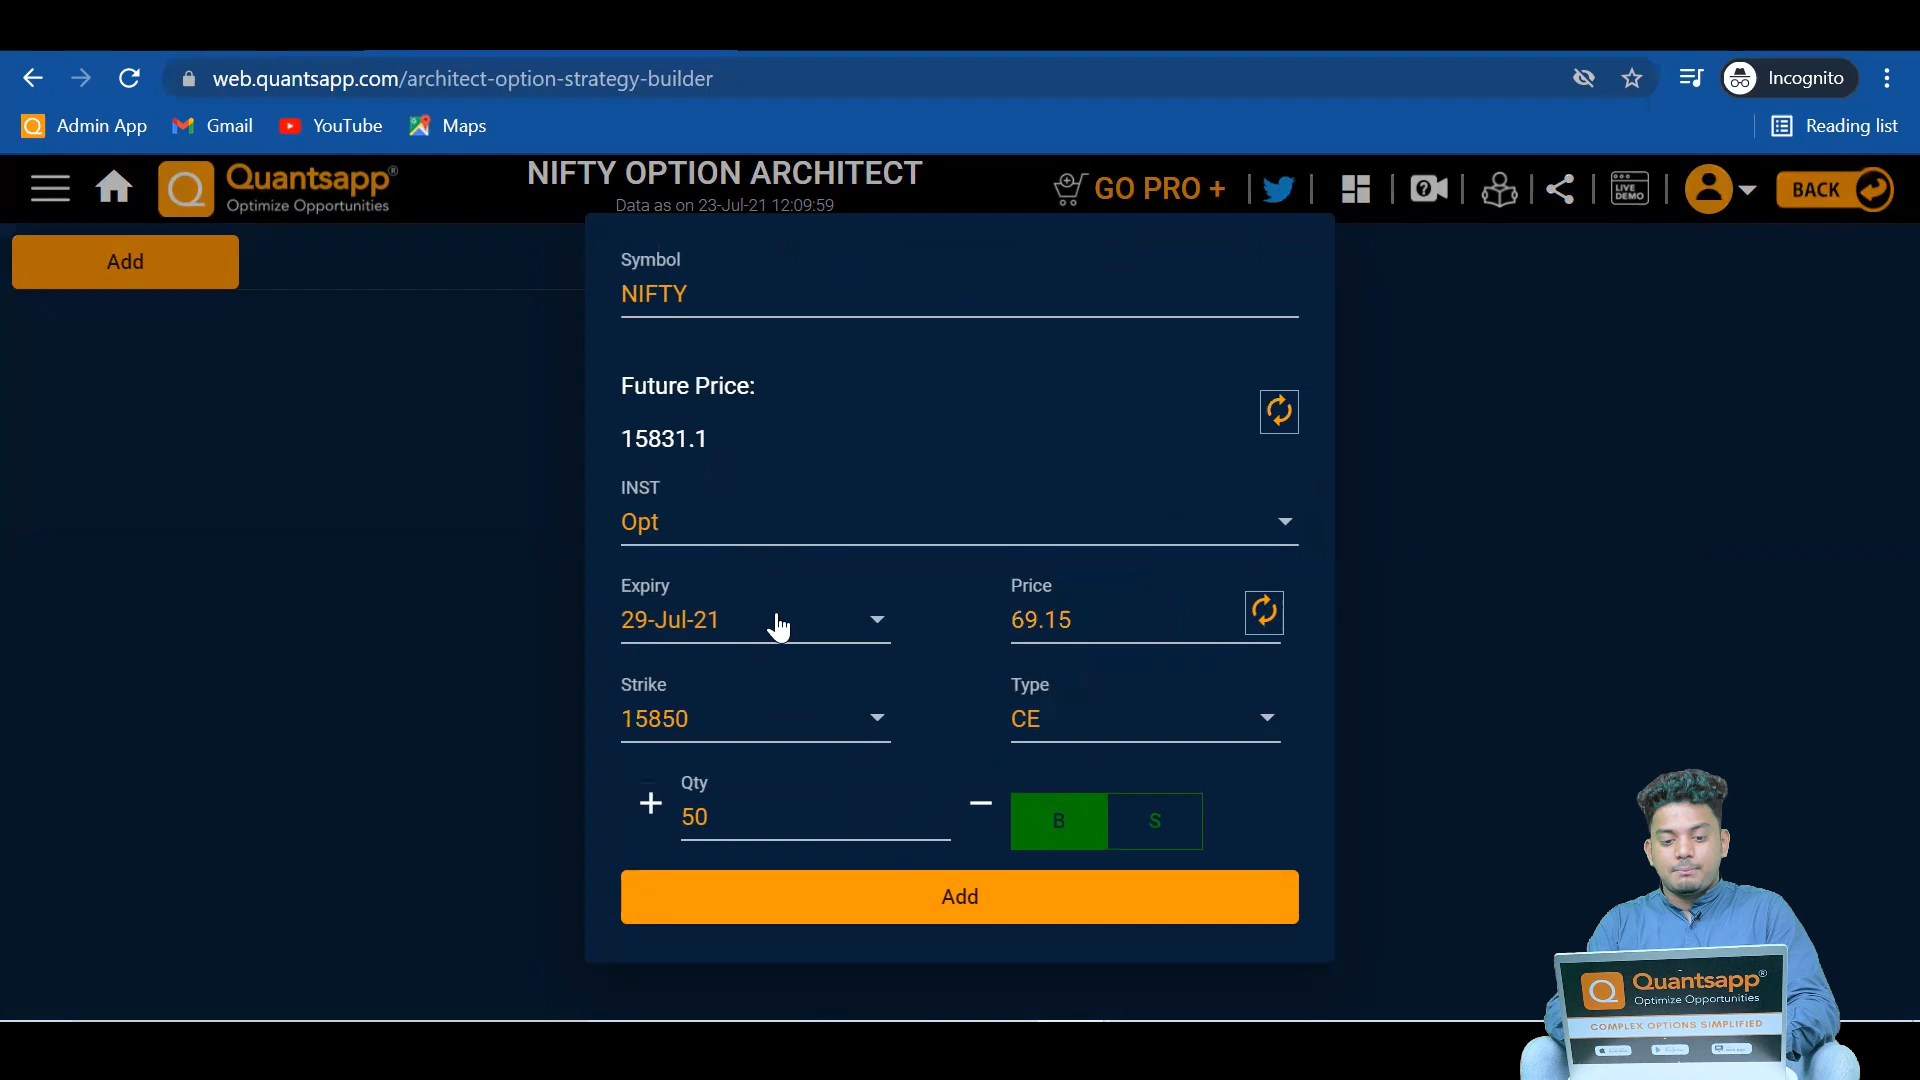 web.quantsapp.com/architect-option-strategy-builder
Incognito
Admin App
Gmail
YouTube
Maps
Reading list
Quantsapp®
Optimize Opportunities
NIFTY OPTION ARCHITECT
Data as on 23-Jul-21 12:09:59
GO PRO +
LIVE
DEMO
BACK
Add
Symbol
NIFTY
Future Price:
15831.1
INST
Opt
Expiry
29-Jul-21
Price
69.15
Strike
15850
Type
CE
+
Qty
50
−
B
S
Add
Quantsapp®
Optimize Opportunities
COMPLEX OPTIONS SIMPLIFIED